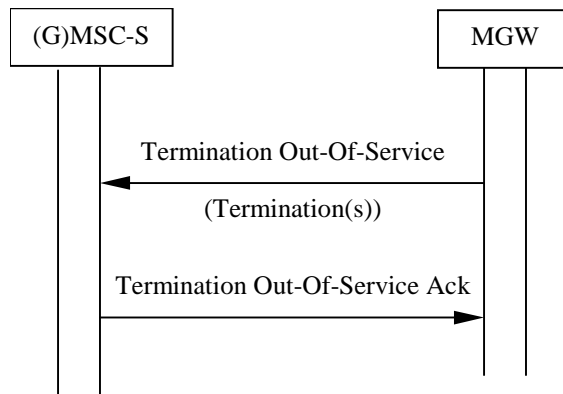 (G)MSC-S
MGW
Termination Out-Of-Service
(Termination(s))
Termination Out-Of-Service Ack